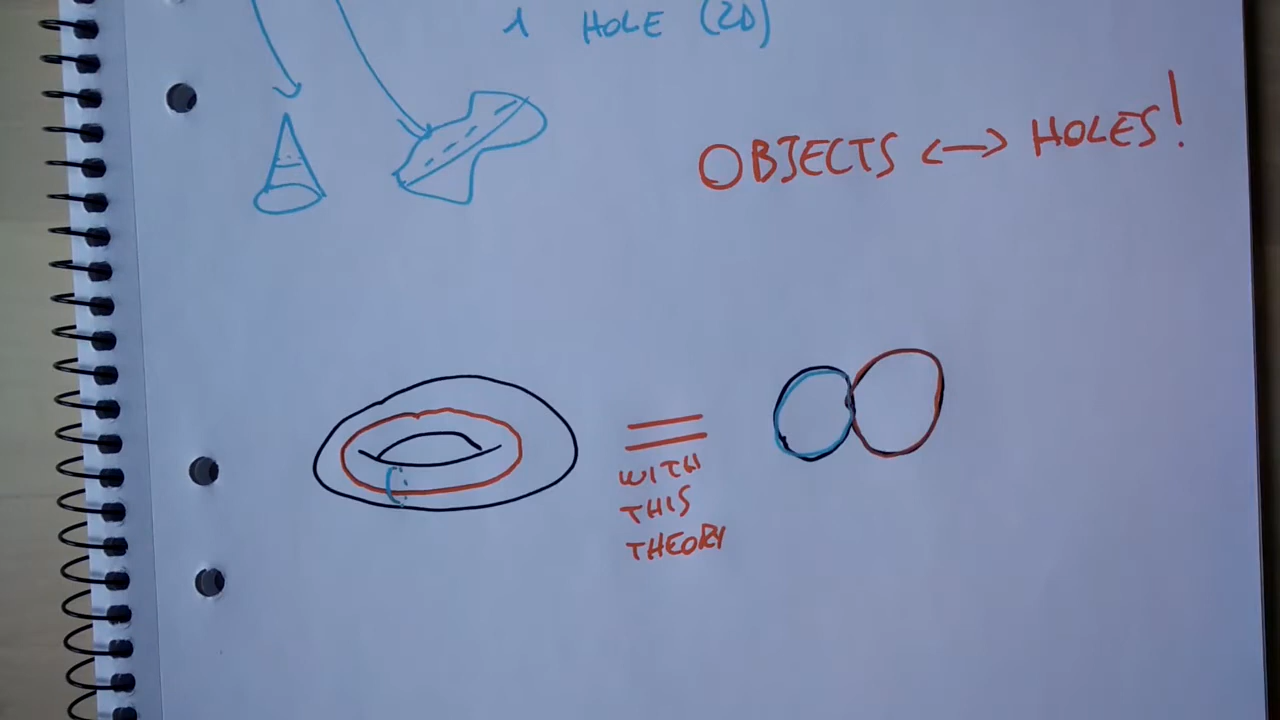 1 HOLE (2D)
OBJECTS <-> HOLES!
=
WITH
THIS
THEORY